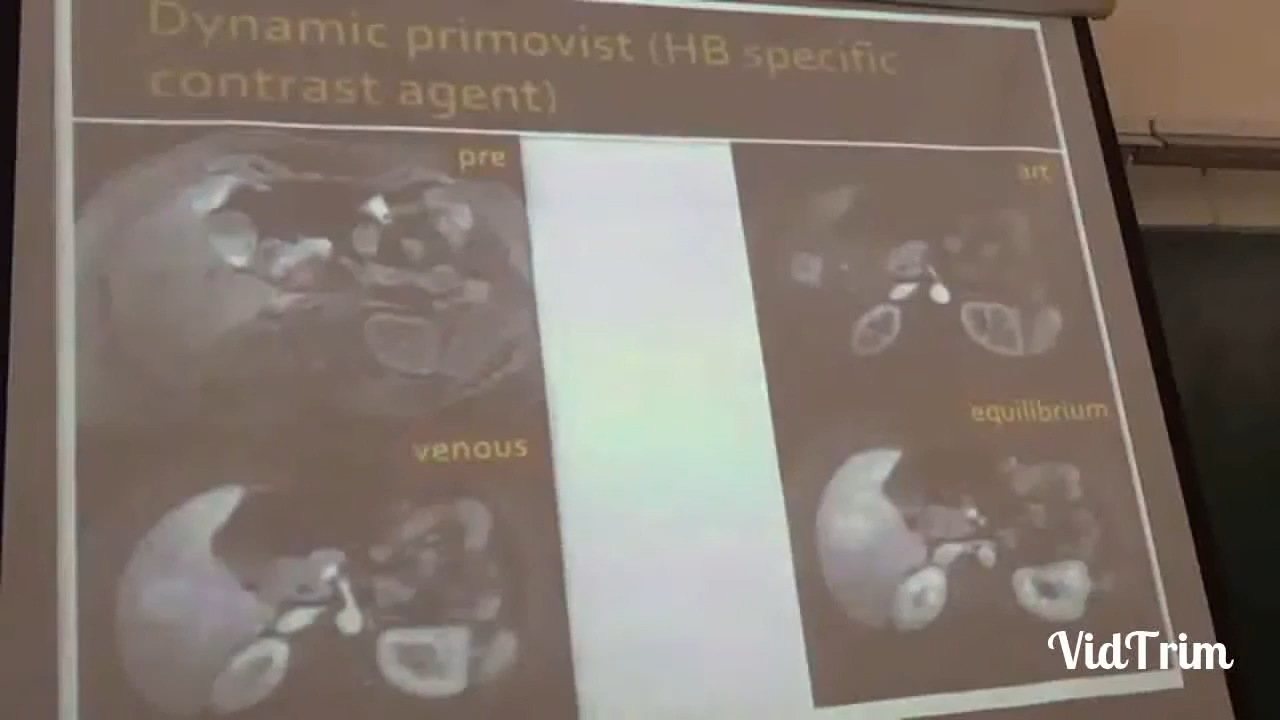 Dynamic primovist (HB specific
contrast agent)
pre
art
venous
equilibrium
VidTrim